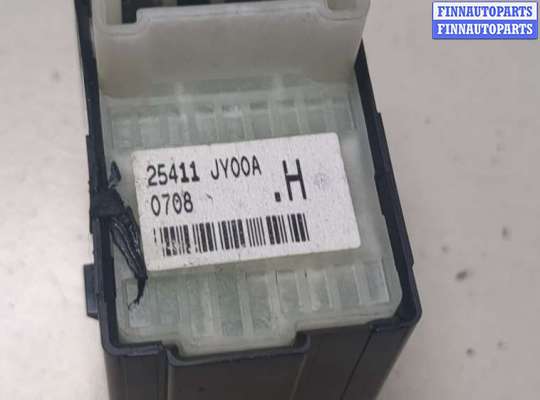 FINNAUTOPARTS
FINNAUTOPARTS
25411 JY00A
0708 .H